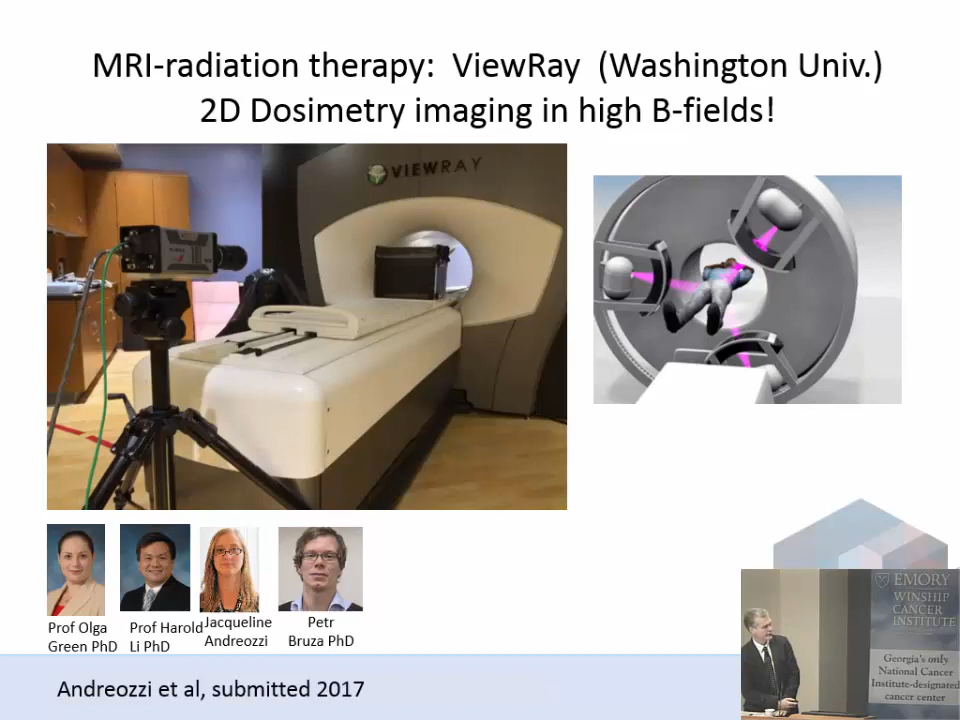 MRI-radiation therapy:  ViewRay  (Washington Univ.)
2D Dosimetry imaging in high B-fields!
VIEWRAY
Prof Olga
Green PhD
Prof Harold
Li PhD
Jacqueline
Andreozzi
Petr
Bruza PhD
Andreozzi et al, submitted 2017
EMORY
WINSHIP
CANCER
INSTITUTE
Georgia's only
National Cancer
Institute-designated
cancer center